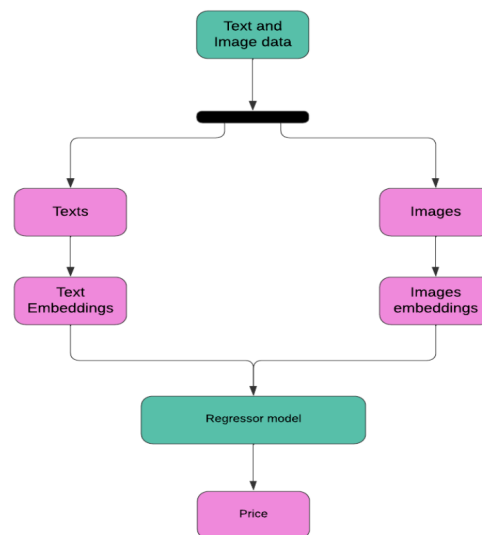 Text and
Image data
Texts
Images
Text
Embeddings
Images
embeddings
Regressor model
Price